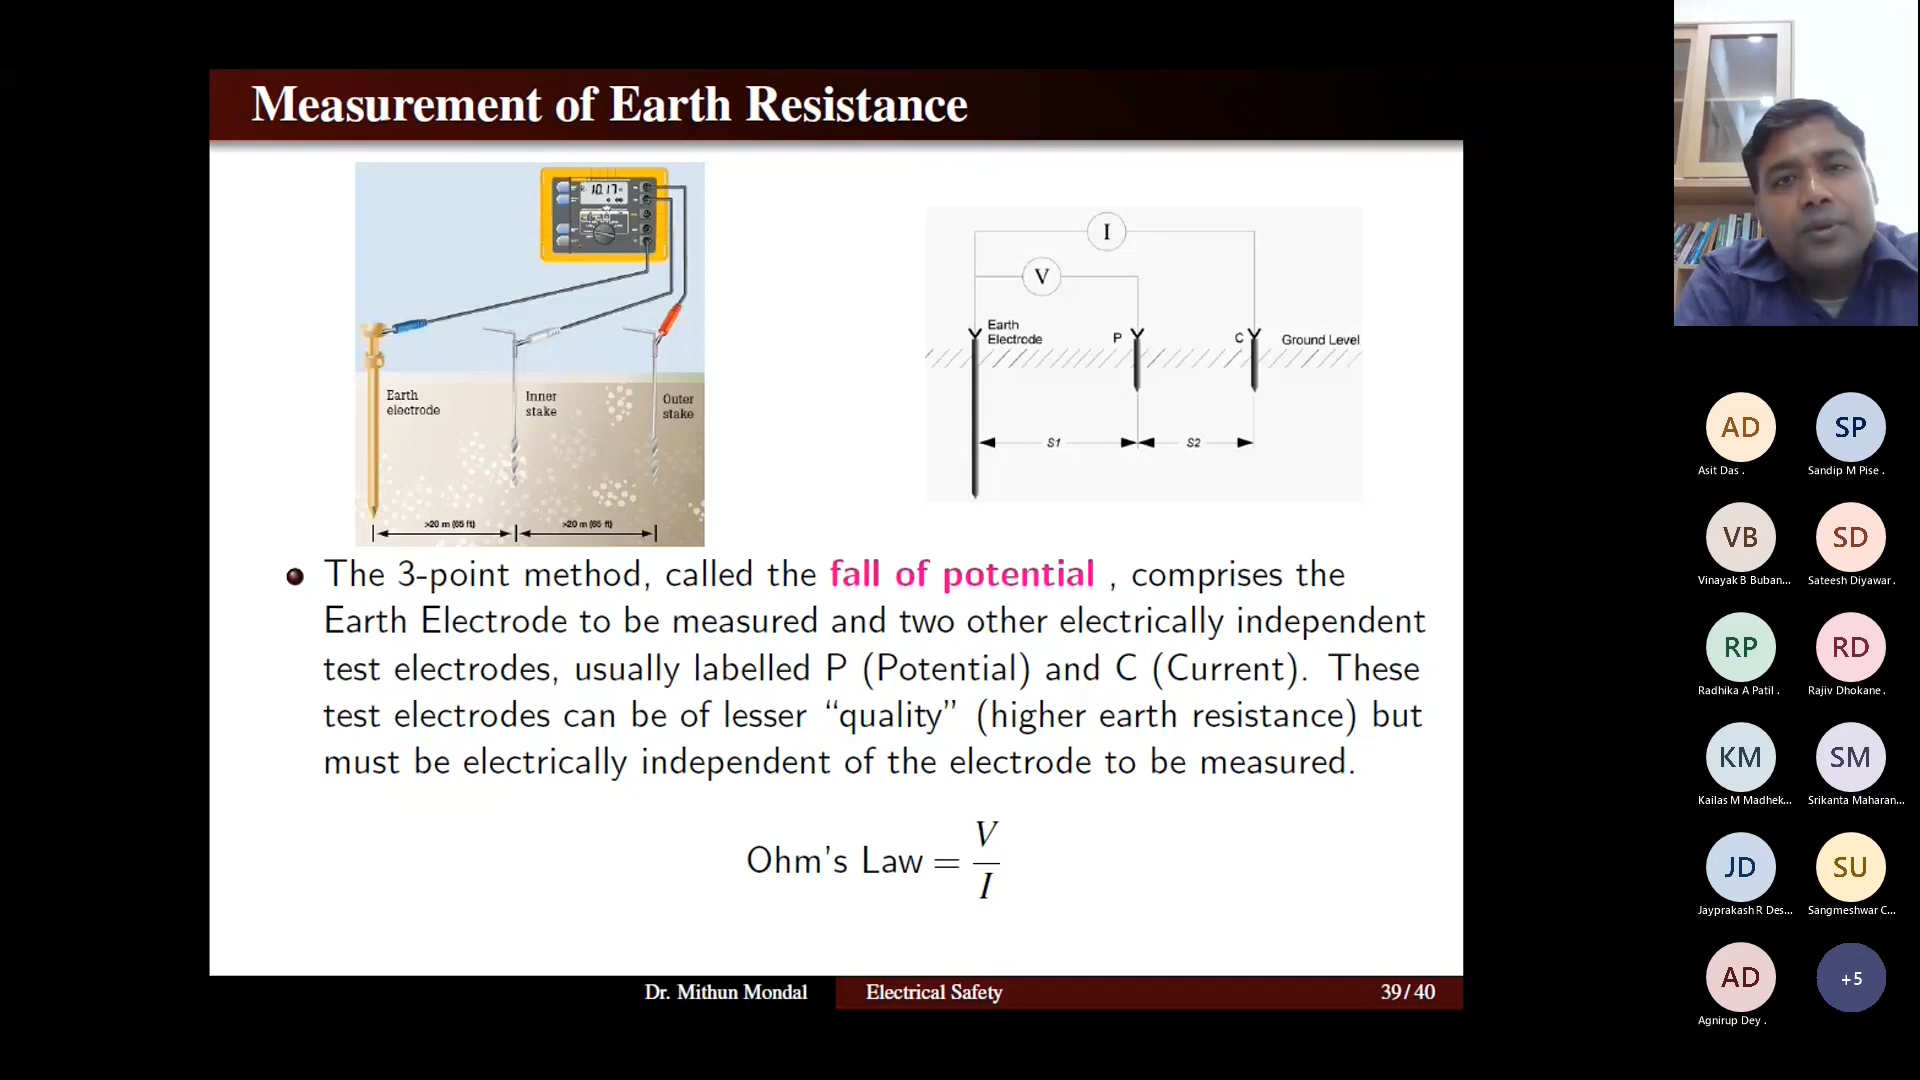 Measurement of Earth Resistance
10.17
Earth
electrode
Inner
stake
Outer
stake
>20 m (65 ft)
>20 m (65 ft)
I
V
Earth
Electrode
P
C
Ground Level
S1
S2
The 3-point method, called the fall of potential , comprises the
Earth Electrode to be measured and two other electrically independent
test electrodes, usually labelled P (Potential) and C (Current). These
test electrodes can be of lesser “quality” (higher earth resistance) but
must be electrically independent of the electrode to be measured.
Ohm's Law = V
I
Dr. Mithun Mondal
Electrical Safety
39/40
AD
Asit Das .
SP
Sandip M Pise .
VB
Vinayak B Buban...
SD
Sateesh Diyawar .
RP
Radhika A Patil .
RD
Rajiv Dhokane .
KM
Kailas M Madhek...
SM
Srikanta Maharan...
JD
Jayprakash R Des...
SU
Sangmeshwar C...
AD
Agnirup Dey .
+5